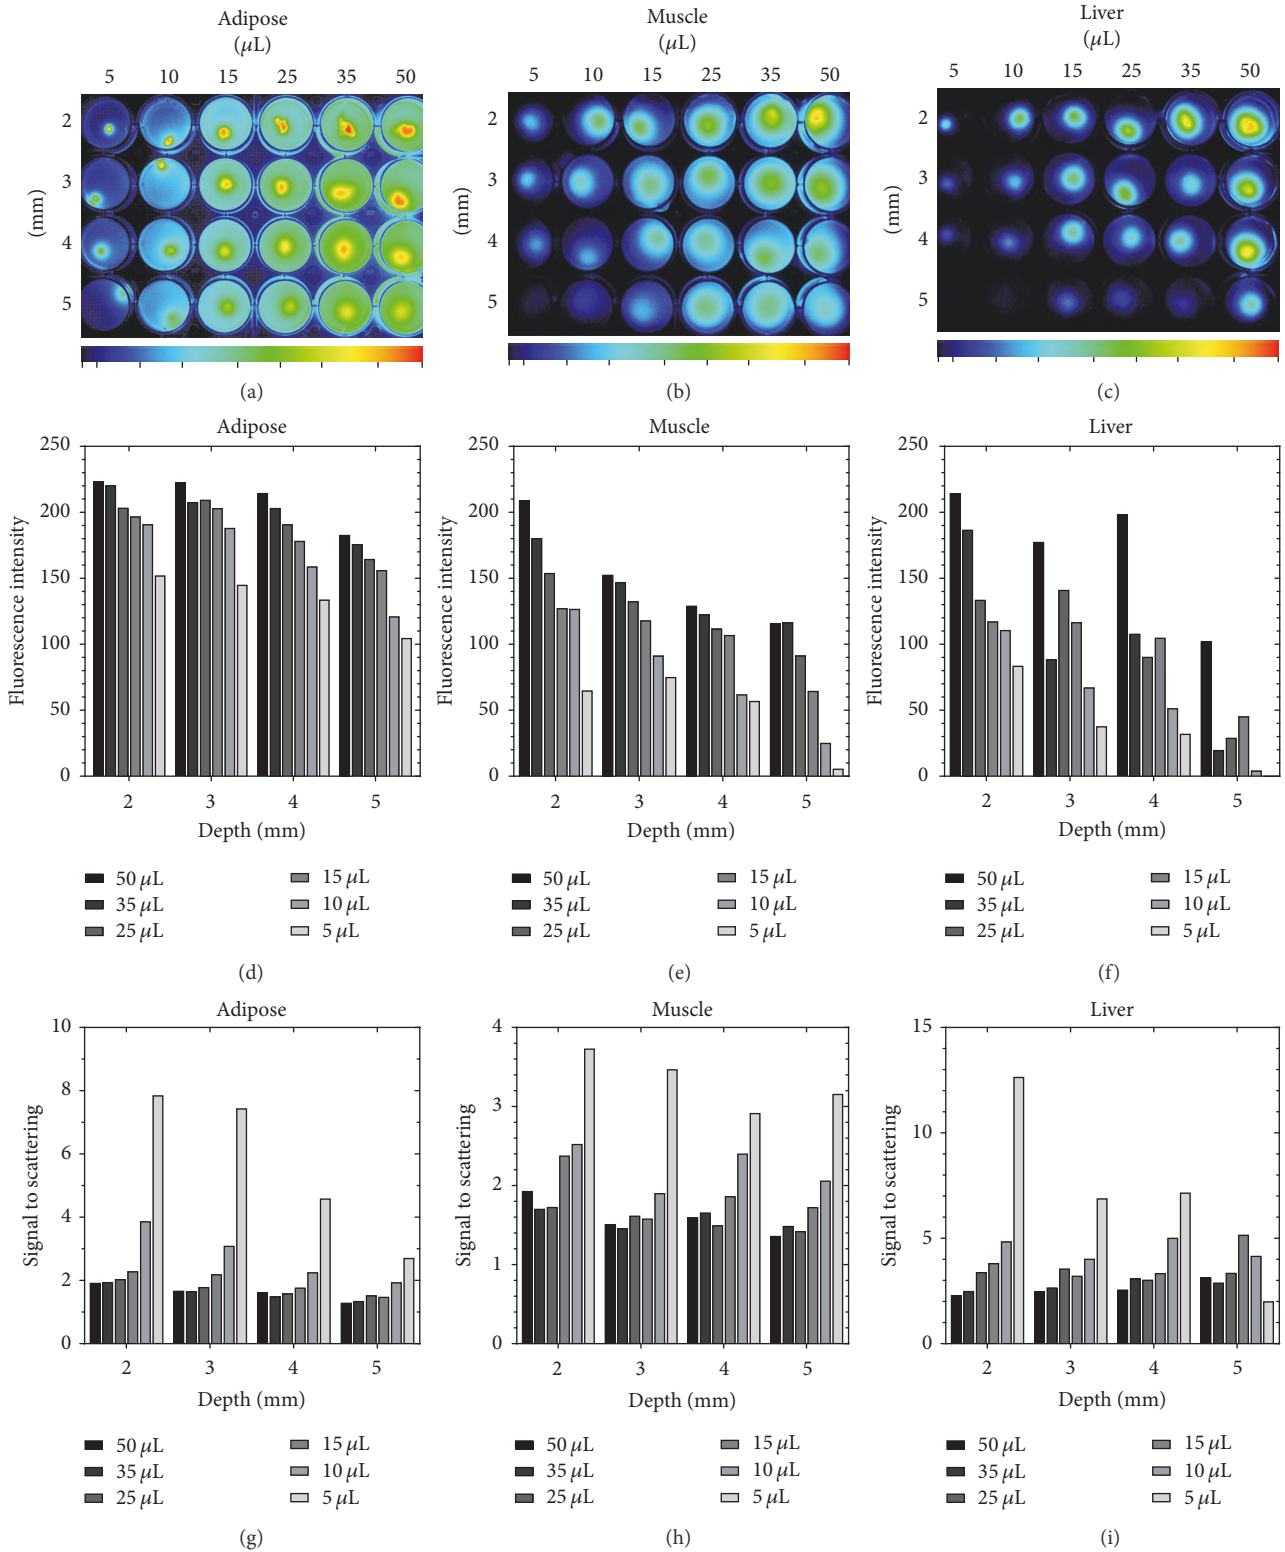 Adipose
(μL)
5 10 15 25 35 50
2
3
4
5
(mm)
(a)
Muscle
(μL)
5 10 15 25 35 50
2
3
4
5
(mm)
(b)
Liver
(μL)
5 10 15 25 35 50
2
3
4
5
(mm)
(c)
Adipose
250
200
150
100
50
0
Fluorescence intensity
2 3 4 5
Depth (mm)
50 μL 15 μL
35 μL 10 μL
25 μL 5 μL
(d)
Muscle
250
200
150
100
50
0
Fluorescence intensity
2 3 4 5
Depth (mm)
50 μL 15 μL
35 μL 10 μL
25 μL 5 μL
(e)
Liver
250
200
150
100
50
0
Fluorescence intensity
2 3 4 5
Depth (mm)
50 μL 15 μL
35 μL 10 μL
25 μL 5 μL
(f)
Adipose
10
8
6
4
2
0
Signal to scattering
2 3 4 5
Depth (mm)
50 μL 15 μL
35 μL 10 μL
25 μL 5 μL
(g)
Muscle
4
3
2
1
0
Signal to scattering
2 3 4 5
Depth (mm)
50 μL 15 μL
35 μL 10 μL
25 μL 5 μL
(h)
Liver
15
10
5
0
Signal to scattering
2 3 4 5
Depth (mm)
50 μL 15 μL
35 μL 10 μL
25 μL 5 μL
(i)